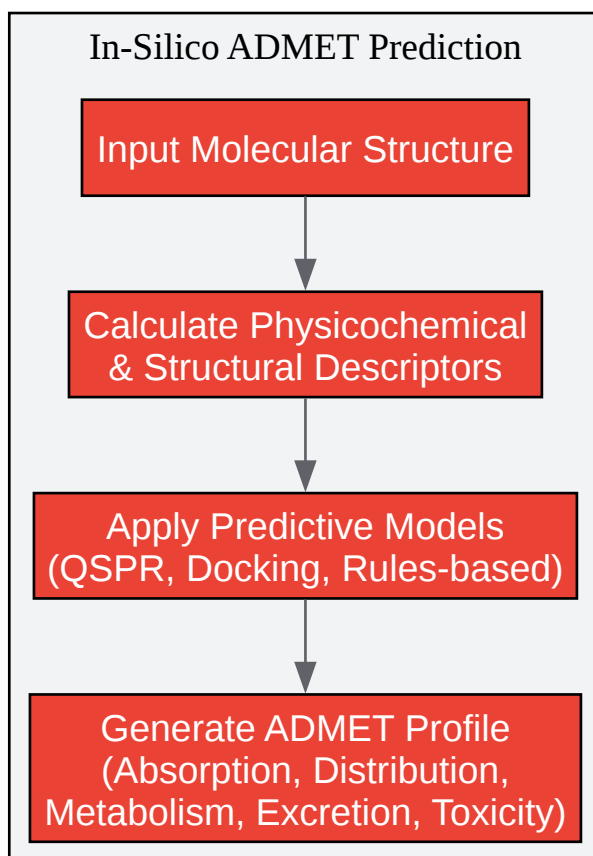 In-Silico ADMET Prediction
Input Molecular Structure
Calculate Physicochemical
& Structural Descriptors
Apply Predictive Models
(QSPR, Docking, Rules-based)
Generate ADMET Profile
(Absorption, Distribution,
Metabolism, Excretion, Toxicity)